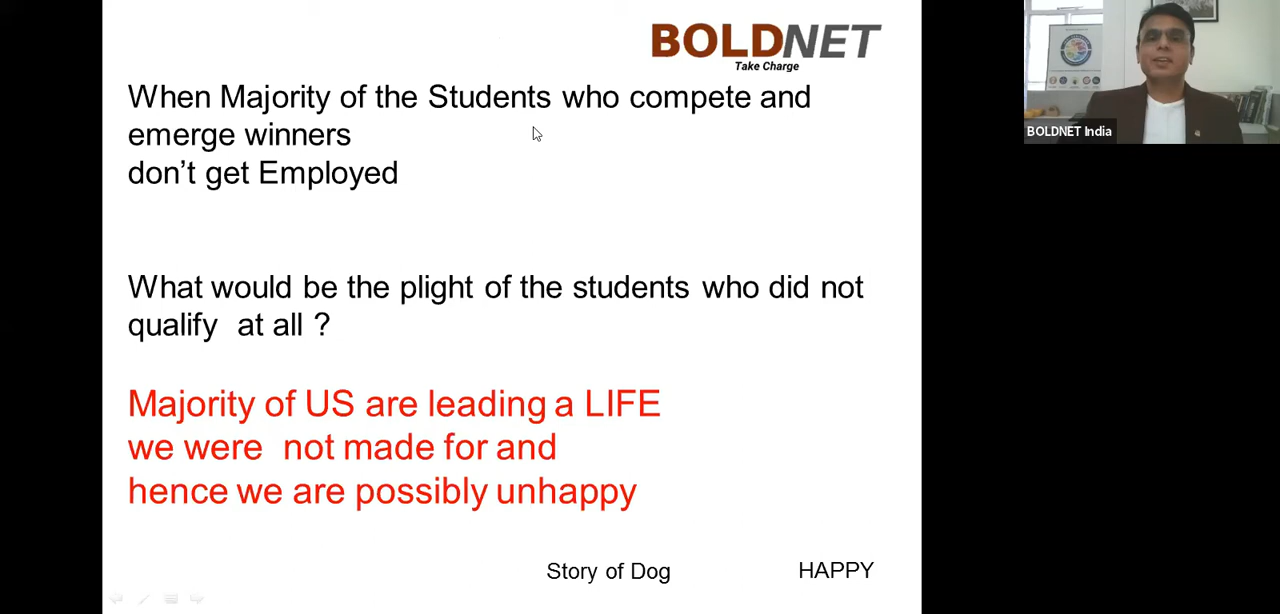 BOLDNET
Take Charge
When Majority of the Students who compete and
emerge winners
don't get Employed
What would be the plight of the students who did not
qualify at all ?
Majority of US are leading a LIFE
we were not made for and
hence we are possibly unhappy
Story of Dog
HAPPY
BOLDNET India